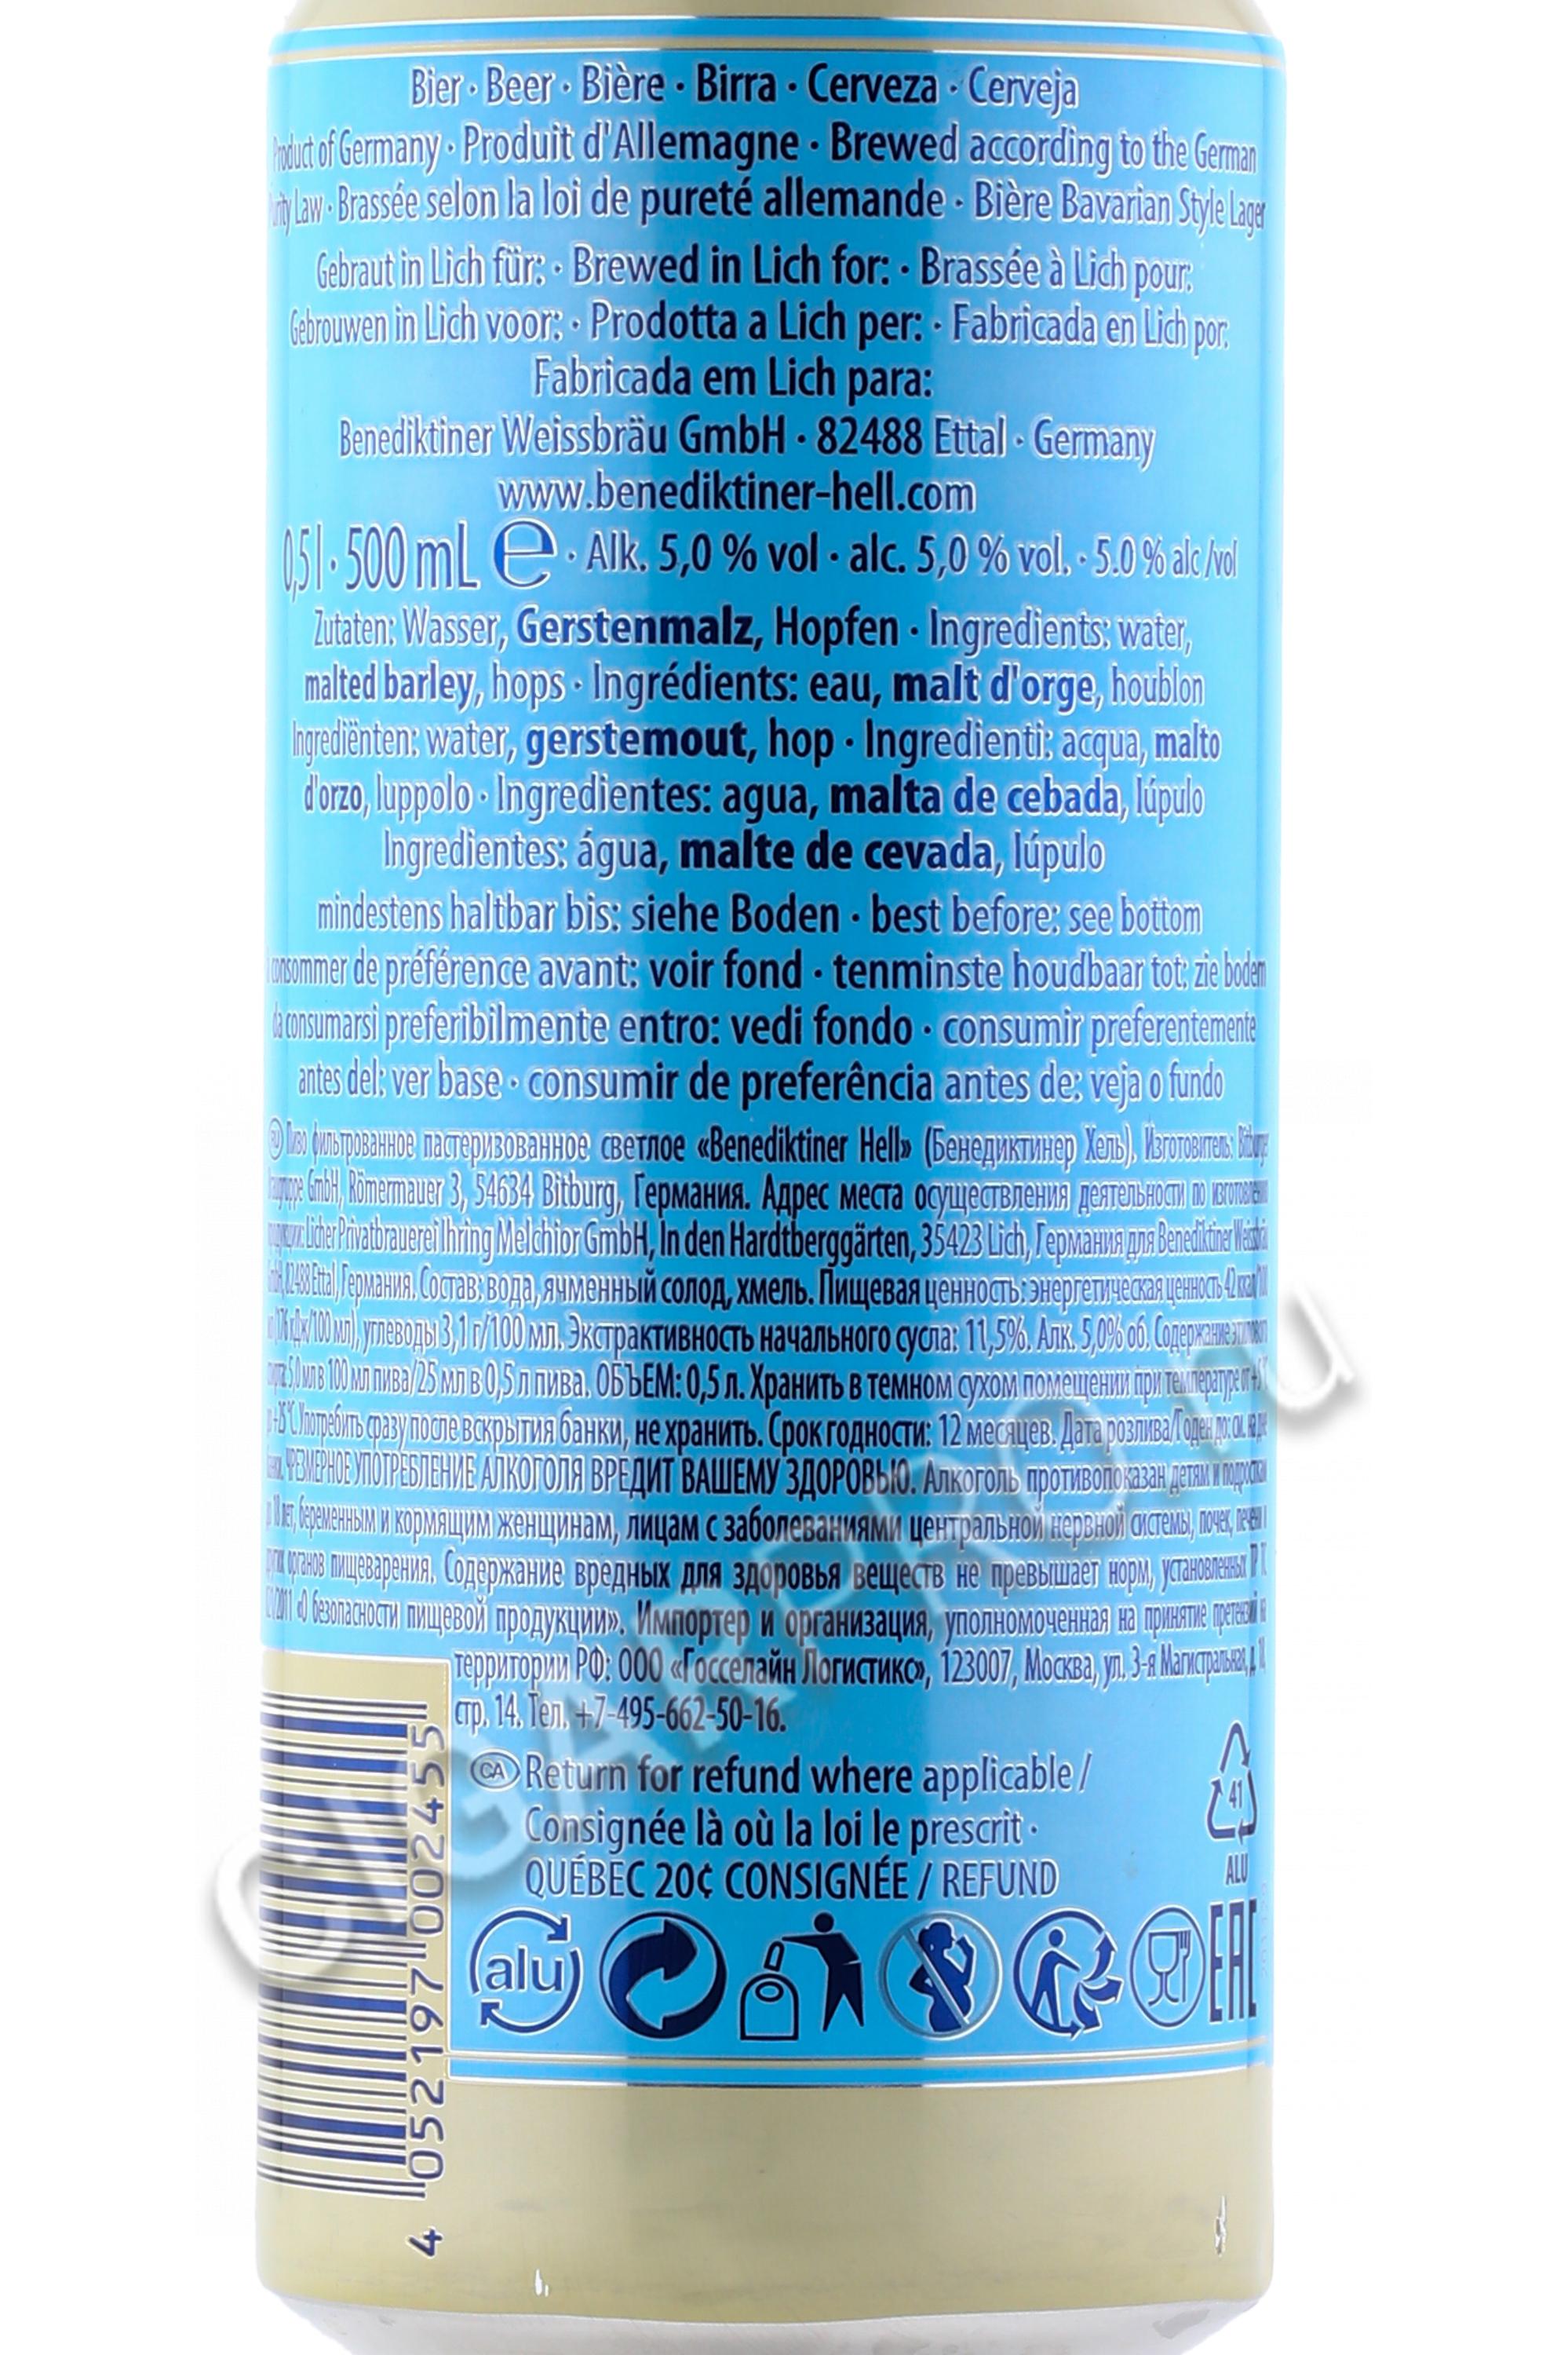 Bier · Beer · Bière · Birra · Cerveza · Cerveja
Product of Germany · Produit d'Allemagne · Brewed according to the German
Law · Brassée selon la loi de pureté allemande · Bière Bavarian Style Lager
Gebraut in Lich für: · Brewed in Lich for: · Brassée à Lich pour:
Gebrouwen in Lich voor: · Prodotta a Lich per: · Fabricada en Lich por:
Fabricada em Lich para:
Benediktiner Weissbräu GmbH · 82488 Ettal · Germany
www.benediktiner-hell.com
0,5 l · 500 mL e · Alk. 5,0 % vol · alc. 5,0 % vol. · 5.0 % alc/vol
Zutaten: Wasser, Gerstenmalz, Hopfen · Ingredients: water,
malted barley, hops · Ingrédients: eau, malt d'orge, houblon
Ingrediënten: water, gerstemout, hop · Ingredienti: acqua, malto
d'orzo, luppolo · Ingredientes: agua, malta de cebada, lúpulo
Ingredientes: água, malte de cevada, lúpulo
mindestens haltbar bis: siehe Boden · best before: see bottom
consommer de préférence avant: voir fond · tenminste houdbaar tot: zie bodem
da consumarsi preferibilmente entro: vedi fondo · consumir preferentemente
antes del: ver base · consumir de preferência antes de: veja o fundo
RU Пиво фильтрованное пастеризованное светлое «Benediktiner Hell» (Бенедиктинер Хель). Изготовитель: Bitburger
GmbH, Römermauer 3, 54634 Bitburg, Германия. Адрес места осуществления деятельности по изготовлению
продукции: Licher Privatbrauerei Ihring Melchior GmbH, In den Hardtberggärten, 35423 Lich, Германия для Benediktiner Weissbräu
GmbH, 82488 Ettal, Германия. Состав: вода, ячменный солод, хмель. Пищевая ценность: энергетическая ценность 42 ккал/100
мл (176 кДж/100 мл), углеводы 3,1 г/100 мл. Экстрактивность начального сусла: 11,5%. Алк. 5,0% об. Содержание этилового
спирта: 5,0 мл в 100 мл пива/25 мл в 0,5 л пива. ОБЪЕМ: 0,5 л. Хранить в темном сухом помещении при температуре от
до +25°C. Употребить сразу после вскрытия банки, не хранить. Срок годности: 12 месяцев. Дата розлива/Годен до: см. на дне
банки. ЧРЕЗМЕРНОЕ УПОТРЕБЛЕНИЕ АЛКОГОЛЯ ВРЕДИТ ВАШЕМУ ЗДОРОВЬЮ. Алкоголь противопоказан детям и подросткам
до 18 лет, беременным и кормящим женщинам, лицам с заболеваниями центральной нервной системы, почек, печени и
других органов пищеварения. Содержание вредных для здоровья веществ не превышает норм, установленных ТР ТС
021/2011 «О безопасности пищевой продукции». Импортер и организация, уполномоченная на принятие претензий на
территории РФ: ООО «Госселайн Логистикс», 123007, Москва, ул. 3-я Магистральная, д.
стр. 14. Тел. +7-495-662-50-16.
CA Return for refund where applicable /
Consignée là où la loi le prescrit ·
QUÉBEC 20¢ CONSIGNÉE / REFUND
41
ALU
alu
EAC
4 052197 002455
CIGARPRO.ru